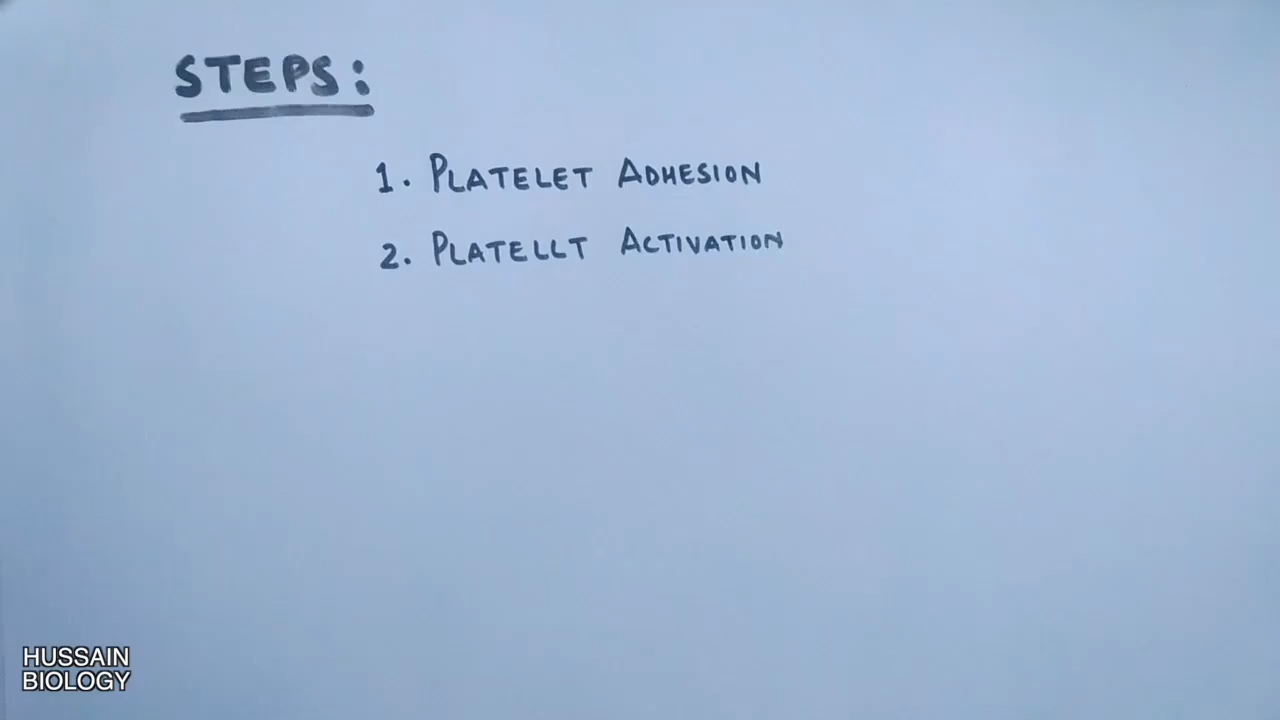 STEPS:
1. PLATELET ADHESION
2. PLATELLT ACTIVATION
HUSSAIN
BIOLOGY